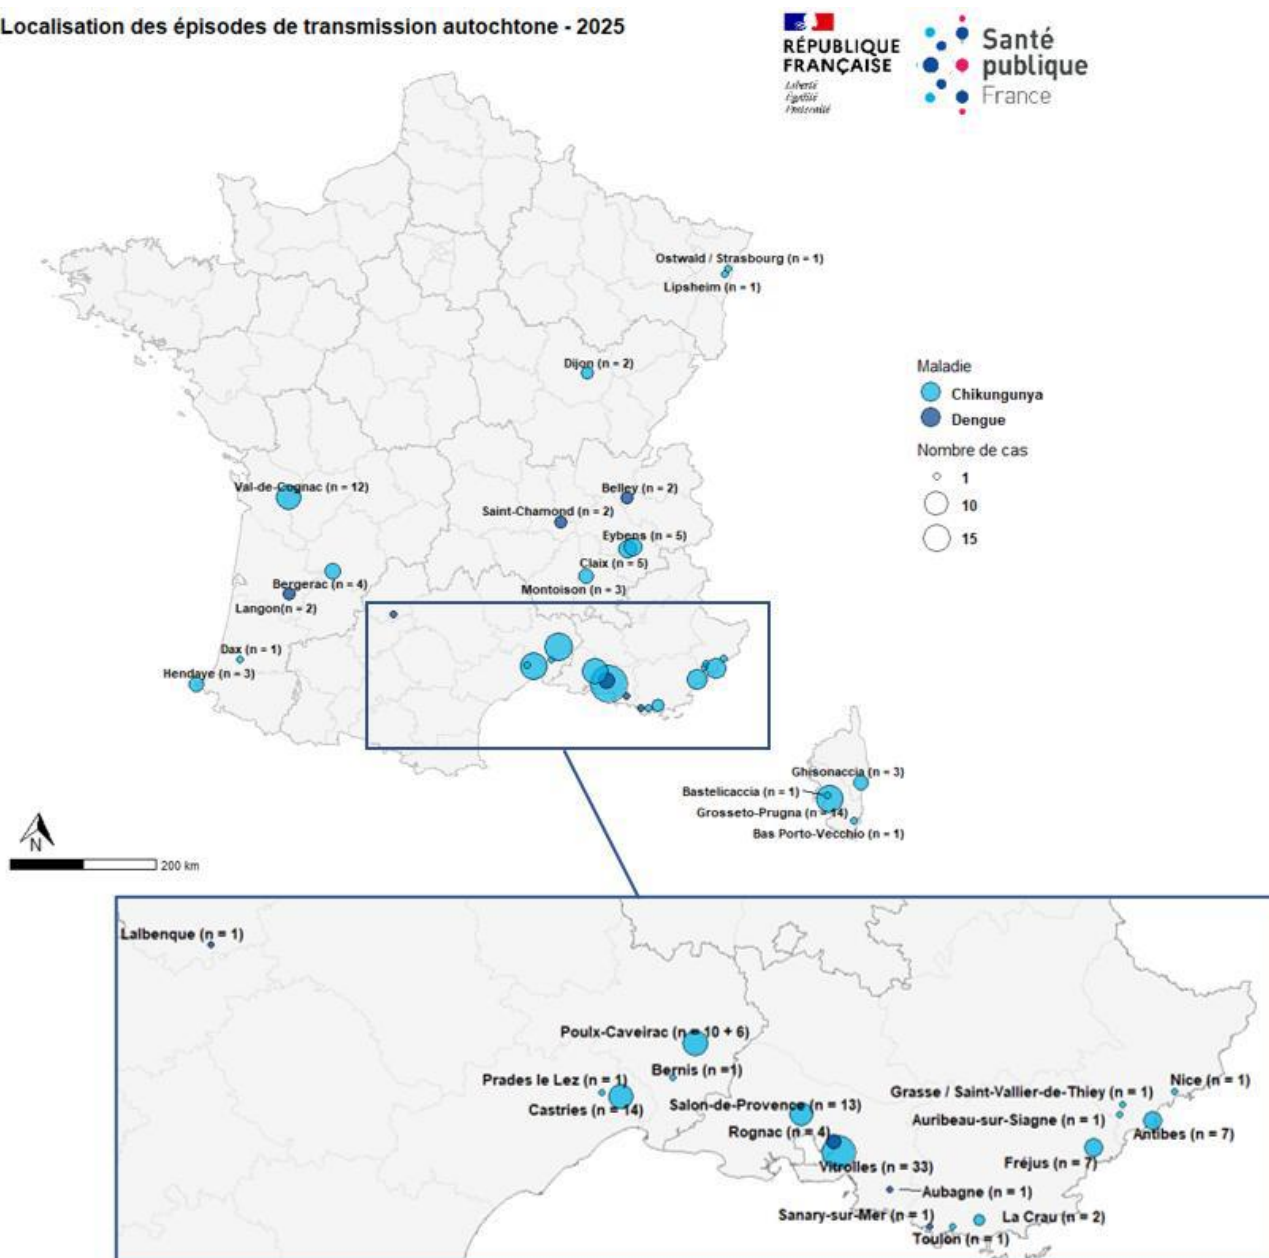 Localisation des épisodes de transmission autochtone - 2025
RÉPUBLIQUE
FRANÇAISE
Liberté
Égalité
Fraternité
Santé
publique
France
Ostwald / Strasbourg (n = 1)
Lipsheim (n = 1)
Dijon (n = 2)
Maladie
Chikungunya
Dengue
Nombre de cas
1
10
15
Val-de-Cognac (n = 12)
Belley (n = 2)
Saint-Chamond (n = 2)
Eybens (n = 5)
Claix (n = 5)
Montoison (n = 3)
Bergerac (n = 4)
Langon(n = 2)
Dax (n = 1)
Hendaye (n = 3)
Ghisonaccia (n = 3)
Bastelicaccia (n = 1)
Grosseto-Prugna (n = 14)
Bas Porto-Vecchio (n = 1)
N
200 km
Lalbenque (n = 1)
Poulx-Caveirac (n = 10 + 6)
Bernis (n =1)
Prades le Lez (n = 1)
Castries (n = 14)
Salon-de-Provence (n = 13)
Rognac (n = 4)
Vitrolles (n = 33)
Nice (n = 1)
Grasse / Saint-Vallier-de-Thiey (n = 1)
Auribeau-sur-Siagne (n = 1)
Antibes (n = 7)
Fréjus (n = 7)
Aubagne (n = 1)
Sanary-sur-Mer (n = 1)
La Crau (n = 2)
Toulon (n = 1)